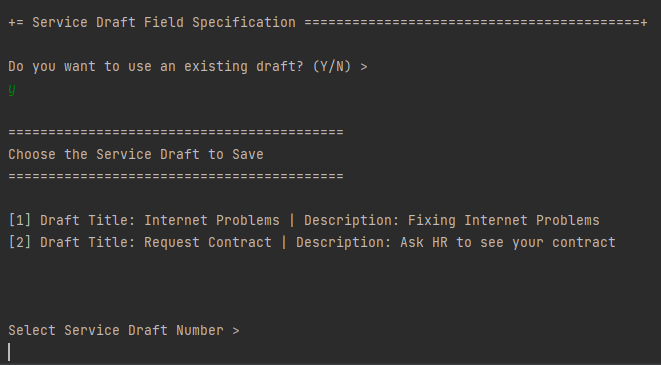 += Service Draft Field Specification ==========================================+
Do you want to use an existing draft? (Y/N) >
y
==========================================
Choose the Service Draft to Save
==========================================
[1] Draft Title: Internet Problems | Description: Fixing Internet Problems
[2] Draft Title: Request Contract | Description: Ask HR to see your contract
Select Service Draft Number >